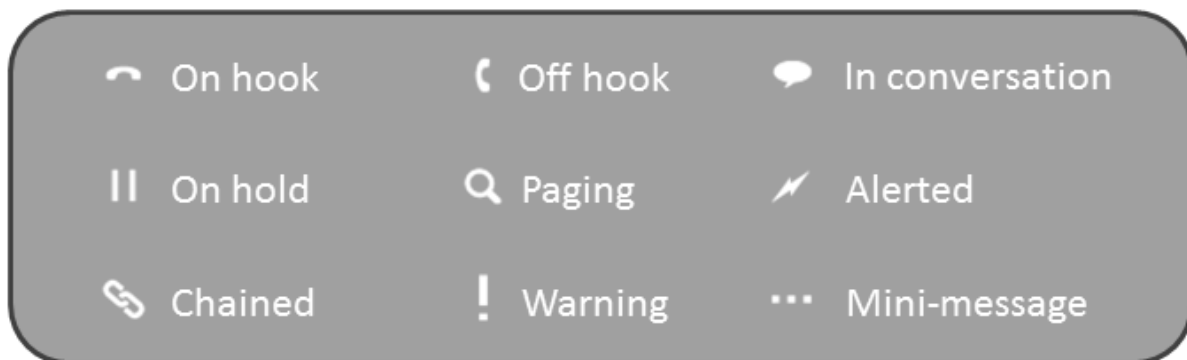 On hook Off hook In conversation
On hold Paging Alerted
Chained Warning Mini-message